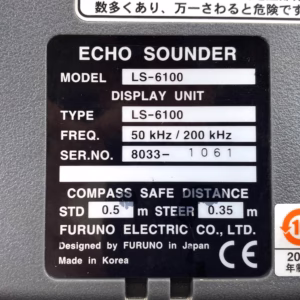 数多くあり、万一さわると危険です
ECHO SOUNDER
MODEL LS-6100
DISPLAY UNIT
TYPE LS-6100
FREQ. 50 kHz / 200 kHz
SER.NO. 8033- 1061
COMPASS SAFE DISTANCE
STD 0.5 m STEER 0.35 m
FURUNO ELECTRIC CO., LTD.
Designed by FURUNO in Japan
Made in Korea
CE